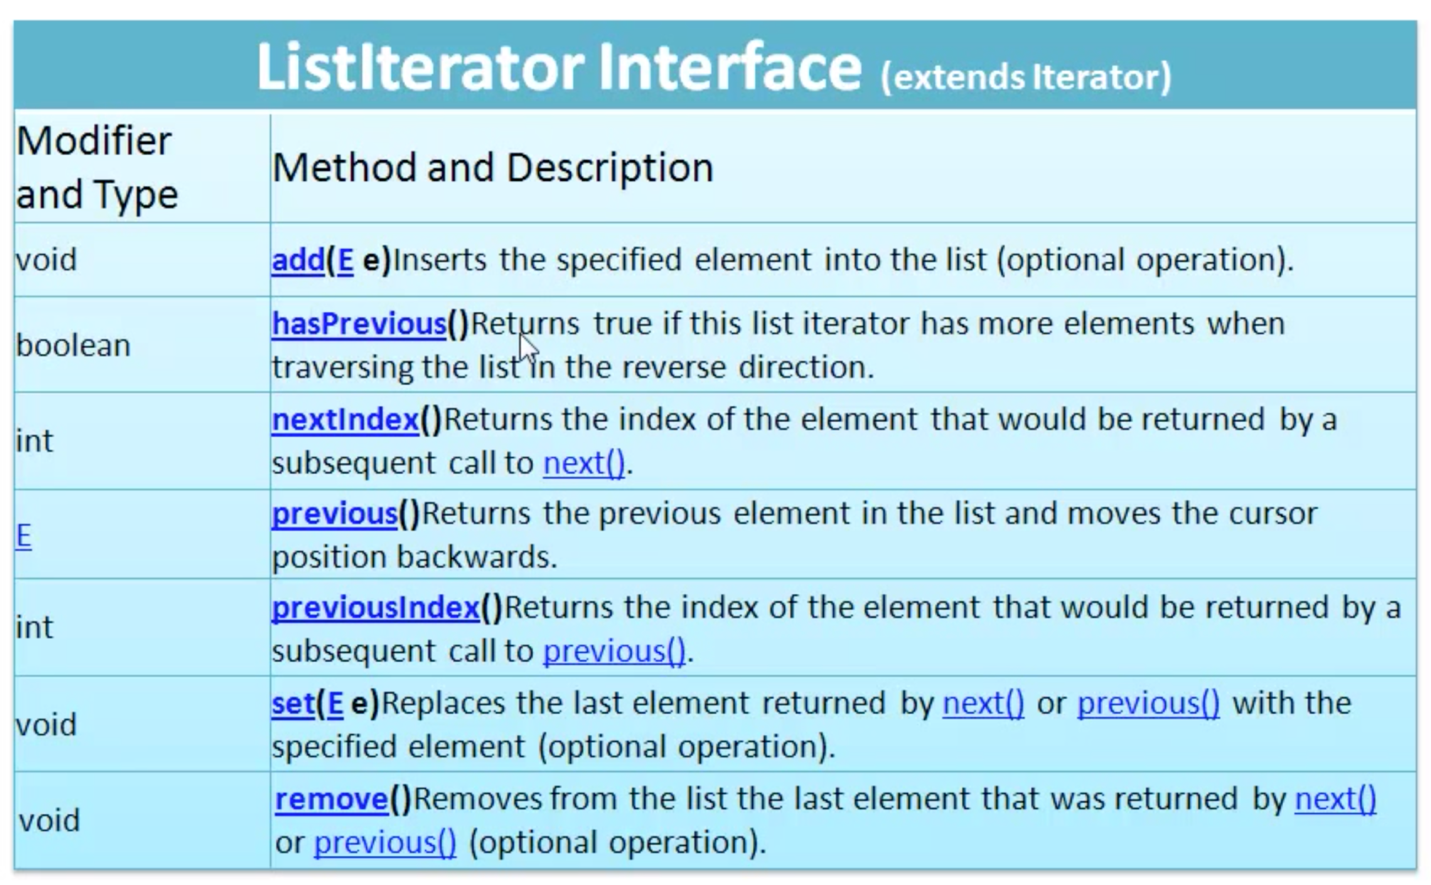 ListIterator Interface (extends Iterator)
Modifier
and Type
Method and Description
void
add(E e)Inserts the specified element into the list (optional operation).
boolean
hasPrevious()Returns true if this list iterator has more elements when
traversing the list in the reverse direction.
int
nextIndex()Returns the index of the element that would be returned by a
subsequent call to next().
E
previous()Returns the previous element in the list and moves the cursor
position backwards.
int
previousIndex()Returns the index of the element that would be returned by a
subsequent call to previous().
void
set(E e)Replaces the last element returned by next() or previous() with the
specified element (optional operation).
void
remove()Removes from the list the last element that was returned by next()
or previous() (optional operation).